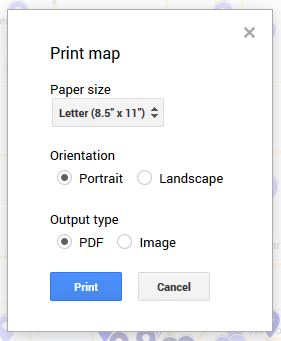 Print map
Paper size
Letter (8.5" x 11")
Orientation
Portrait Landscape
Output type
PDF Image
Print Cancel